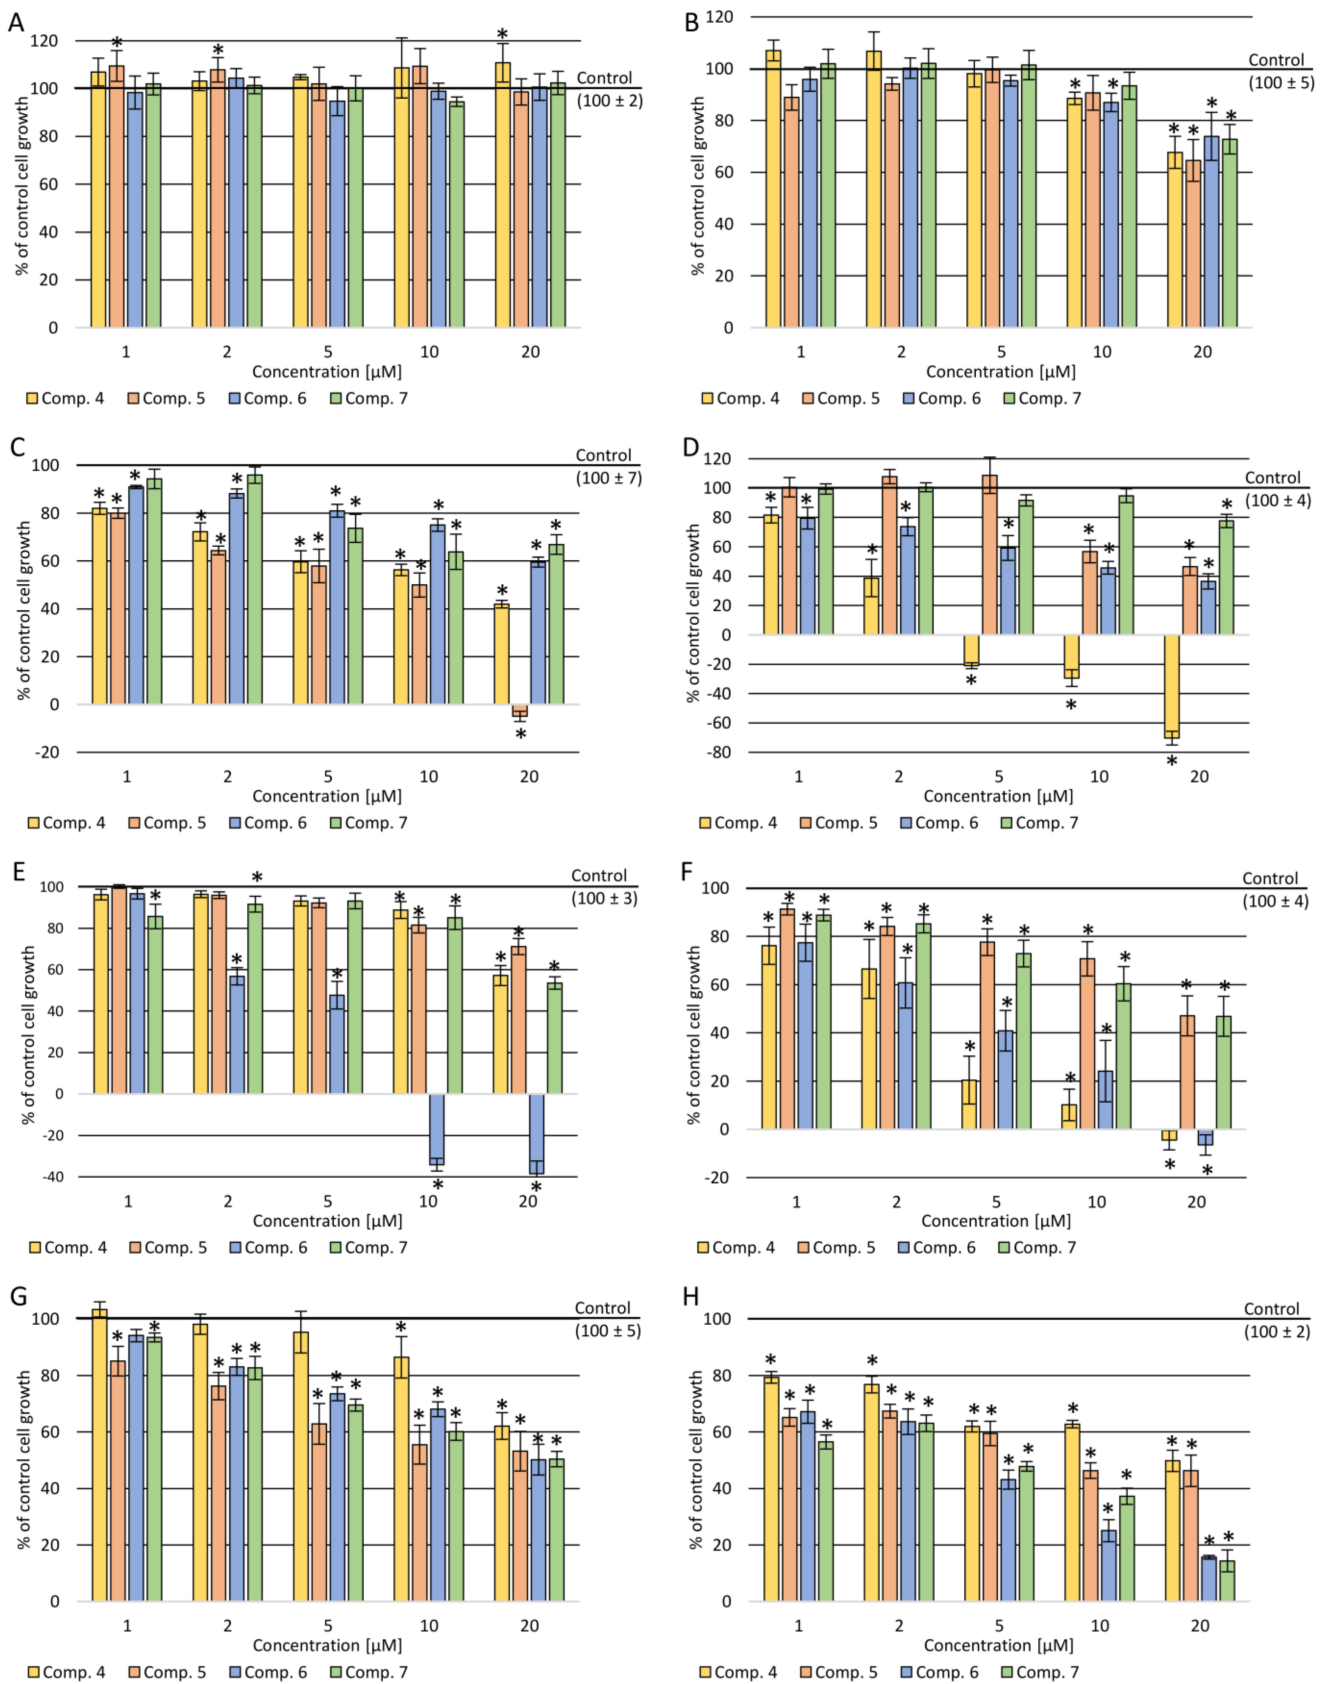 A
B
% of control cell growth
120
100
80
60
40
20
0
* * *
Control
(100 ± 2)
1 2 5 10 20
Concentration [µM]
Comp. 4 Comp. 5 Comp. 6 Comp. 7
% of control cell growth
120
100
80
60
40
20
0
* * * * * *
Control
(100 ± 5)
1 2 5 10 20
Concentration [µM]
Comp. 4 Comp. 5 Comp. 6 Comp. 7
C
D
% of control cell growth
100
80
60
40
20
0
-20
* * * * * * * * * * * * * * * * * *
Control
(100 ± 7)
1 2 5 10 20
Concentration [µM]
Comp. 4 Comp. 5 Comp. 6 Comp. 7
% of control cell growth
120
100
80
60
40
20
0
-20
-40
-60
-80
* * * * * * * * * * * * *
Control
(100 ± 4)
1 2 5 10 20
Concentration [µM]
Comp. 4 Comp. 5 Comp. 6 Comp. 7
E
F
% of control cell growth
100
80
60
40
20
0
-20
-40
* * * * * * * * * * * *
Control
(100 ± 3)
1 2 5 10 20
Concentration [µM]
Comp. 4 Comp. 5 Comp. 6 Comp. 7
% of control cell growth
100
80
60
40
20
0
-20
* * * * * * * * * * * * * * * * * * * *
Control
(100 ± 4)
1 2 5 10 20
Concentration [µM]
Comp. 4 Comp. 5 Comp. 6 Comp. 7
G
H
% of control cell growth
100
80
60
40
20
0
* * * * * * * * * * * * * * * *
Control
(100 ± 5)
1 2 5 10 20
Concentration [µM]
Comp. 4 Comp. 5 Comp. 6 Comp. 7
% of control cell growth
100
80
60
40
20
0
* * * * * * * * * * * * * * * * * * * *
Control
(100 ± 2)
1 2 5 10 20
Concentration [µM]
Comp. 4 Comp. 5 Comp. 6 Comp. 7